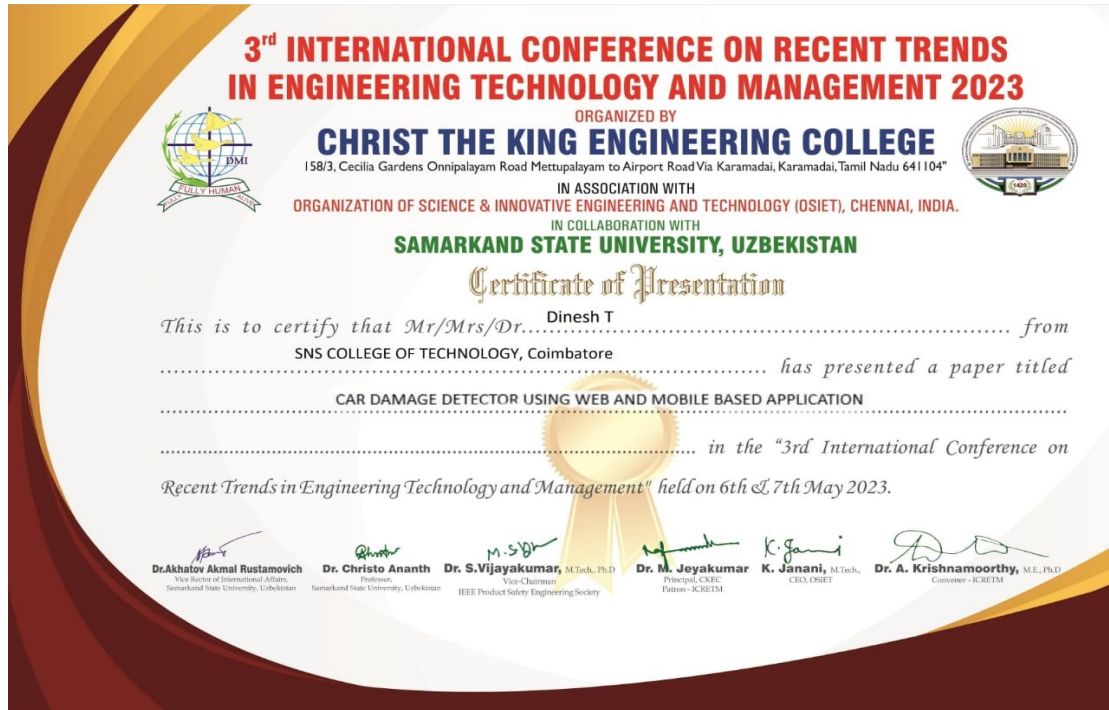 3rd INTERNATIONAL CONFERENCE ON RECENT TRENDS
IN ENGINEERING TECHNOLOGY AND MANAGEMENT 2023
ORGANIZED BY
CHRIST THE KING ENGINEERING COLLEGE
158/3, Cecilia Gardens Onnipalayam Road Mettupalayam to Airport Road Via Karamadai, Karamadai, Tamil Nadu 641104"
DMI
FULLY HUMAN FULLY ALIVE
1420
IN ASSOCIATION WITH
ORGANIZATION OF SCIENCE & INNOVATIVE ENGINEERING AND TECHNOLOGY (OSIET), CHENNAI, INDIA.
IN COLLABORATION WITH
SAMARKAND STATE UNIVERSITY, UZBEKISTAN
Certificate of Presentation
This is to certify that Mr/Mrs/Dr. Dinesh T from
SNS COLLEGE OF TECHNOLOGY, Coimbatore has presented a paper titled
CAR DAMAGE DETECTOR USING WEB AND MOBILE BASED APPLICATION
in the "3rd International Conference on
Recent Trends in Engineering Technology and Management" held on 6th & 7th May 2023.
M.S
K. Jani
Dr.Akhatov Akmal Rustamovich
Vice Rector of International Affairs,
Samarkand State University, Uzbekistan
Dr. Christo Ananth
Professor,
Samarkand State University, Uzbekistan
Dr. S.Vijayakumar, M.Tech., Ph.D
Vice-Chairman
IEEE Product Safety Engineering Society
Dr. M. Jeyakumar
Principal, CKEC
Patron - ICRETM
K. Janani, M.Tech.,
CEO, OSIET
Dr. A. Krishnamoorthy, M.E., Ph.D
Convener - ICRETM